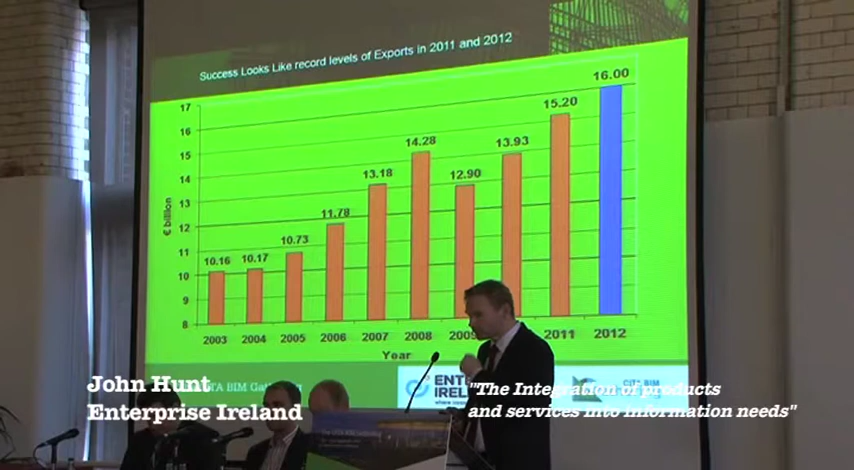 Success Looks Like record levels of Exports in 2011 and 2012
€ billion
17
16
15
14
13
12
11
10
9
8
10.16
10.17
10.73
11.78
13.18
14.28
12.90
13.93
15.20
16.00
2003 2004 2005 2006 2007 2008 2009 2011 2012
Year
John Hunt
Enterprise Ireland
"The Integration of products
and services into information needs"